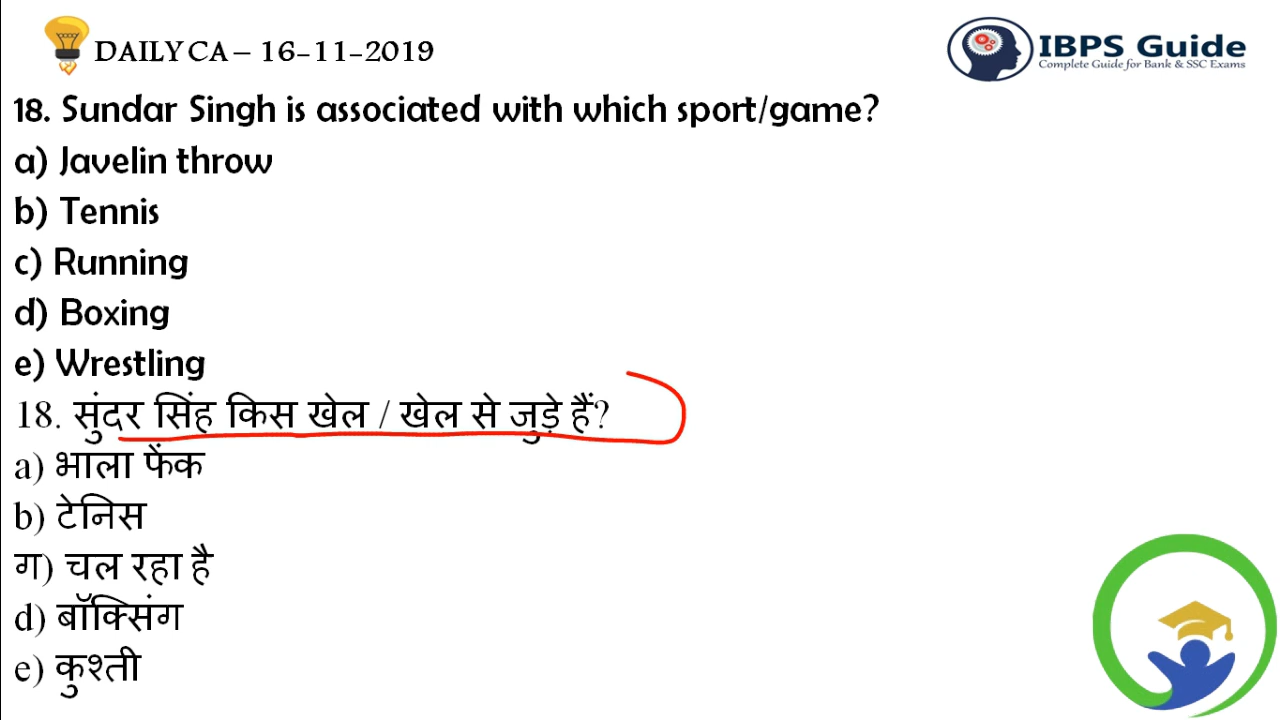 DAILY CA – 16-11-2019
IBPS Guide
Complete Guide for Bank & SSC Exams
18. Sundar Singh is associated with which sport/game?
a) Javelin throw
b) Tennis
c) Running
d) Boxing
e) Wrestling
18. सुंदर सिंह किस खेल / खेल से जुड़े हैं?
a) भाला फेंक
b) टेनिस
ग) चल रहा है
d) बॉक्सिंग
e) कुश्ती